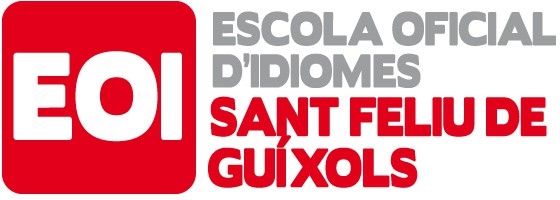 EOI
ESCOLA OFICIAL
D'IDIOMES
SANT FELIU DE
GUÍXOLS